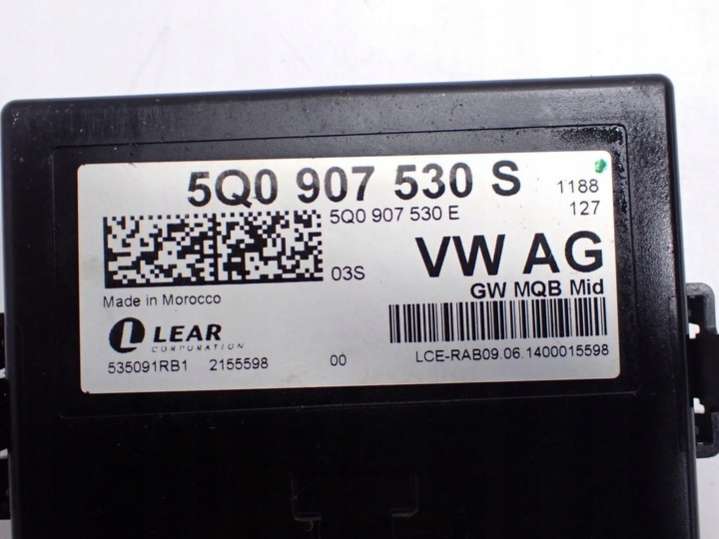 5Q0 907 530 S
1188
5Q0 907 530 E
127
03S
VW AG
GW MQB Mid
Made in Morocco
LEAR
CORPORATION
535091RB1 2155598 00
LCE-RAB09.06.1400015598